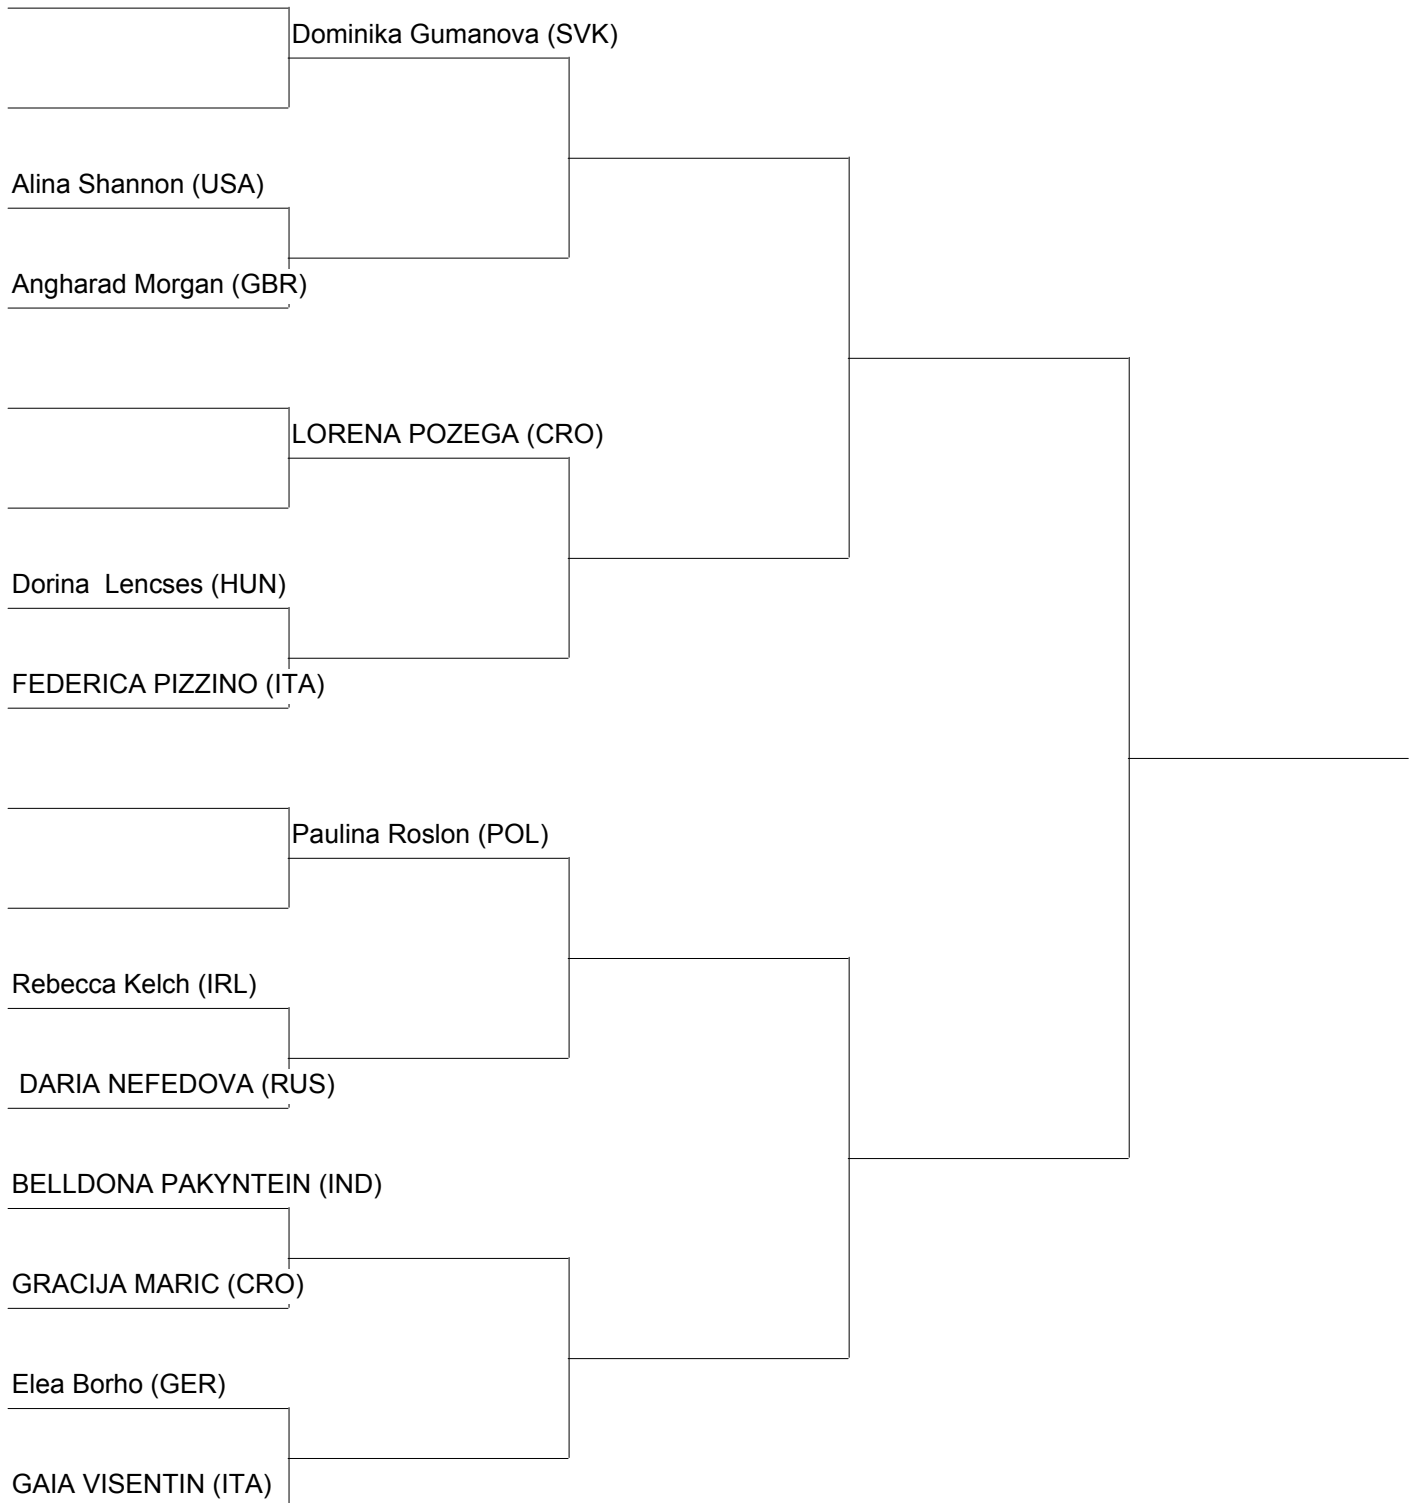 Dominika Gumanova (SVK)
Alina Shannon (USA)
Angharad Morgan (GBR)
LORENA POZEGA (CRO)
Dorina  Lencses (HUN)
FEDERICA PIZZINO (ITA)
Paulina Roslon (POL)
Rebecca Kelch (IRL)
DARIA NEFEDOVA (RUS)
BELLDONA PAKYNTEIN (IND)
GRACIJA MARIC (CRO)
Elea Borho (GER)
GAIA VISENTIN (ITA)